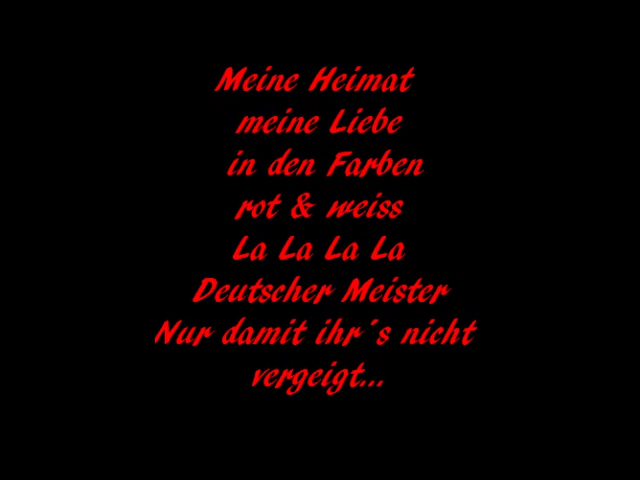 Meine Heimat
meine Liebe
in den Farben
rot & weiss
La La La La
Deutscher Meister
Nur damit ihr´s nicht
vergeigt...